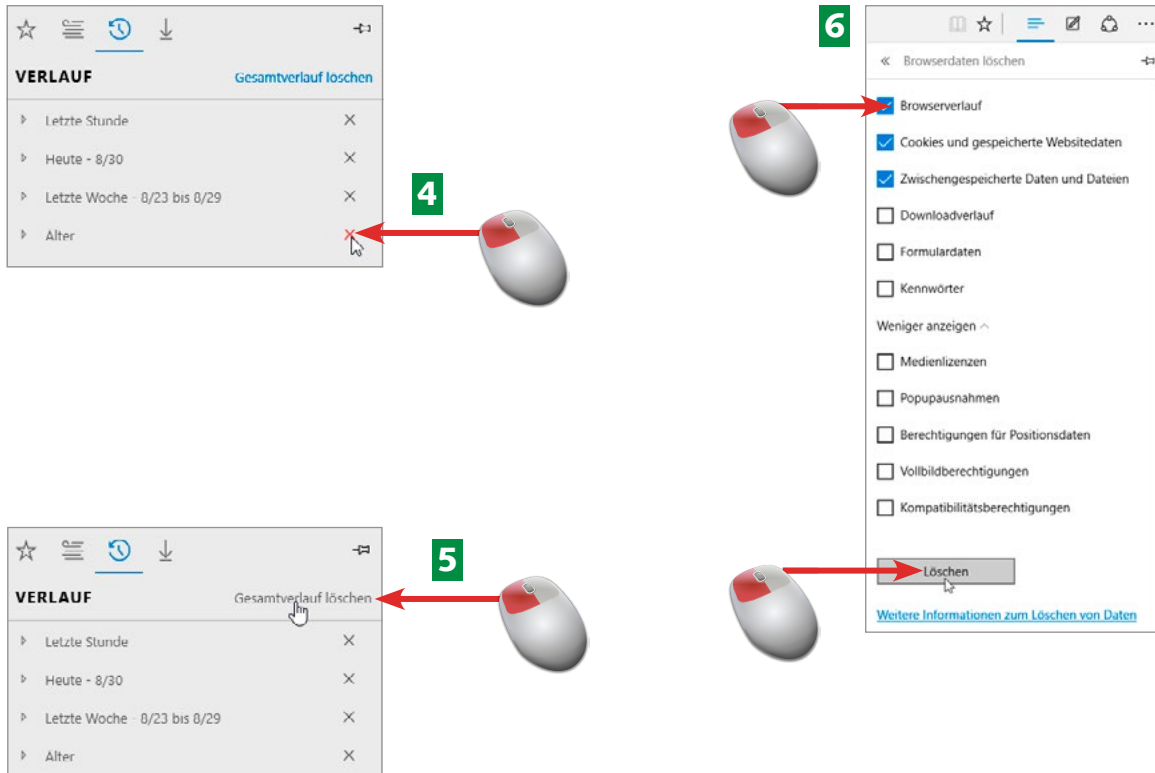 VERLAUF Gesamtverlauf löschen
Letzte Stunde
Heute - 8/30
Letzte Woche - 8/23 bis 8/29
Älter
4
VERLAUF Gesamtverlauf löschen
Letzte Stunde
Heute - 8/30
Letzte Woche - 8/23 bis 8/29
Älter
5
6
Browserdaten löschen
Browserverlauf
Cookies und gespeicherte Websitedaten
Zwischengespeicherte Daten und Dateien
Downloadverlauf
Formulardaten
Kennwörter
Weniger anzeigen
Medienlizenzen
Popupausnahmen
Berechtigungen für Positionsdaten
Vollbildberechtigungen
Kompatibilitätsberechtigungen
Löschen
Weitere Informationen zum Löschen von Daten